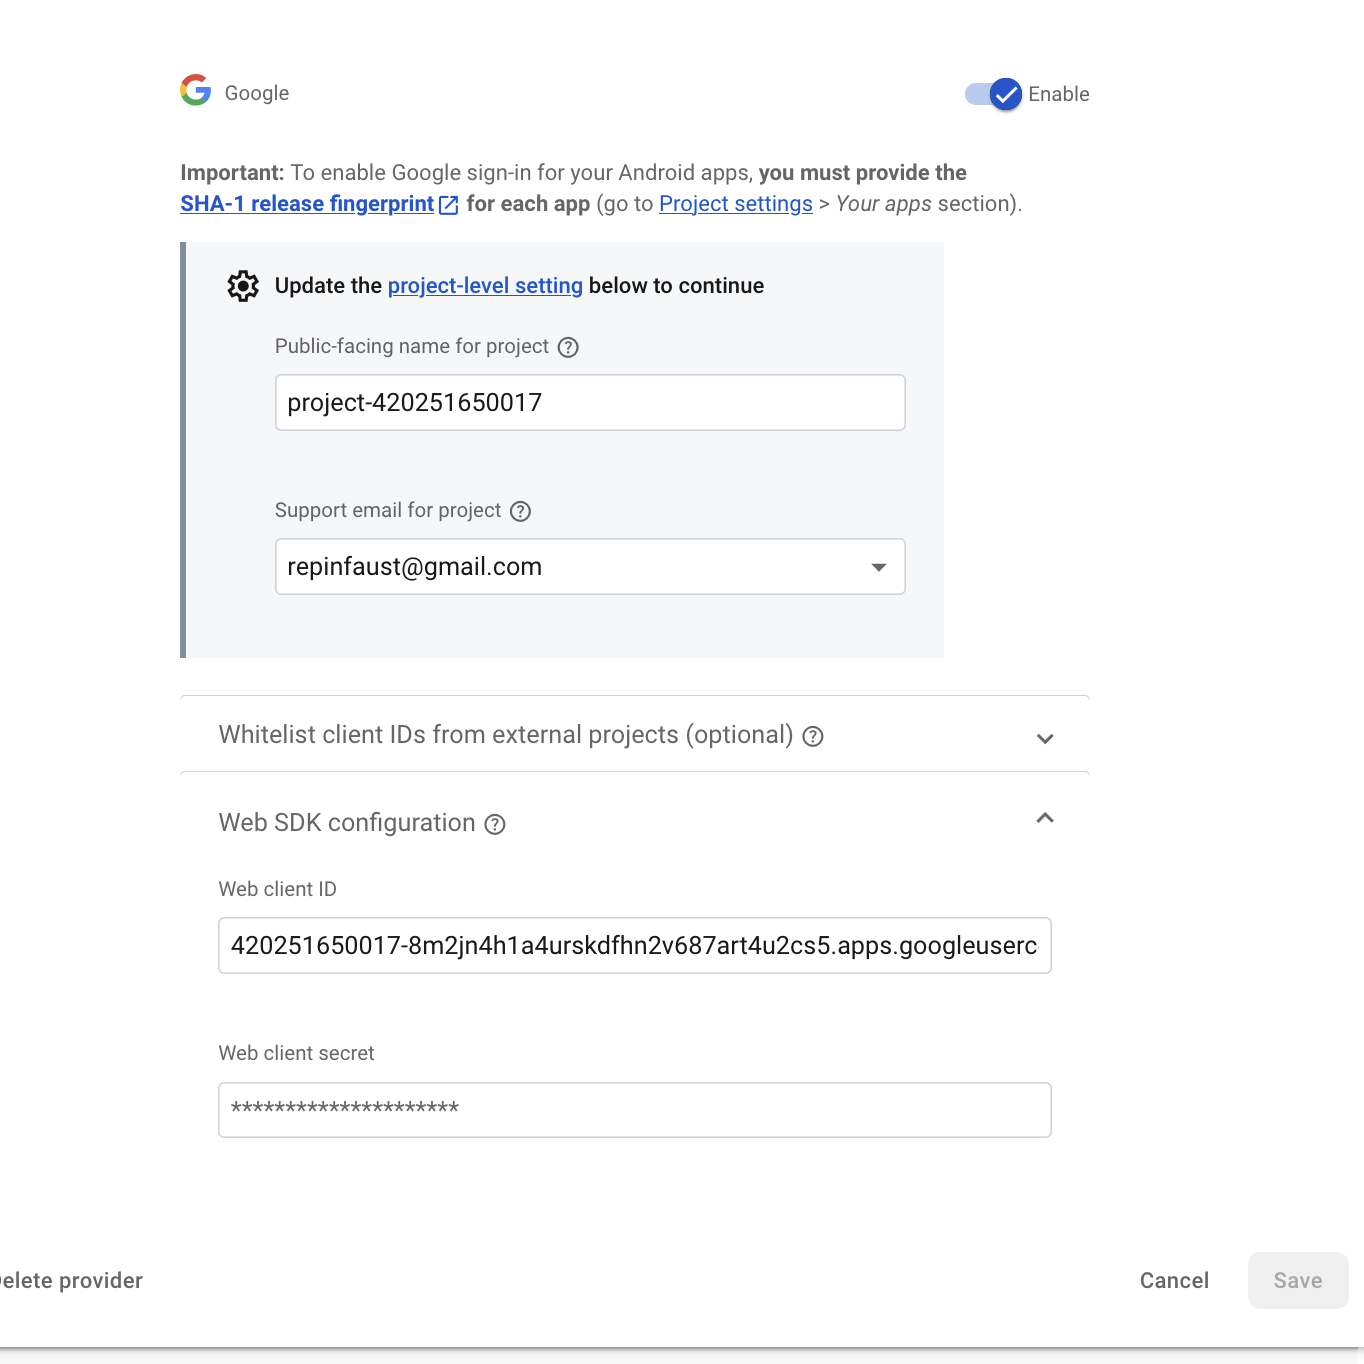 Google
Enable
Important: To enable Google sign-in for your Android apps, you must provide the
SHA-1 release fingerprint for each app (go to Project settings > Your apps section).
Update the project-level setting below to continue
Public-facing name for project
project-420251650017
Support email for project
repinfaust@gmail.com
Whitelist client IDs from external projects (optional)
Web SDK configuration
Web client ID
420251650017-8m2jn4h1a4urskdfhn2v687art4u2cs5.apps.googleuserc
Web client secret
*********************
elete provider
Cancel
Save